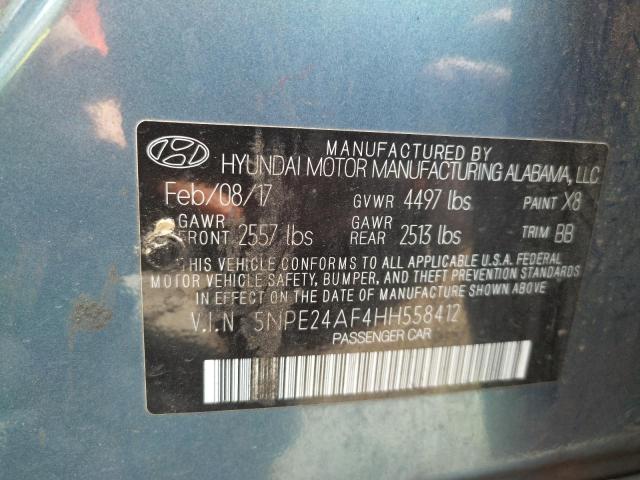 MANUFACTURED BY
HYUNDAI MOTOR MANUFACTURING ALABAMA, LLC
Feb/08/17 GVWR 4497 lbs PAINT X8
GAWR FRONT 2557 lbs GAWR REAR 2513 lbs TRIM BB
THIS VEHICLE CONFORMS TO ALL APPLICABLE U.S.A. FEDERAL
MOTOR VEHICLE SAFETY, BUMPER, AND THEFT PREVENTION STANDARDS
IN EFFECT ON THE DATE OF MANUFACTURE SHOWN ABOVE
V.I.N 5NPE24AF4HH558412
PASSENGER CAR